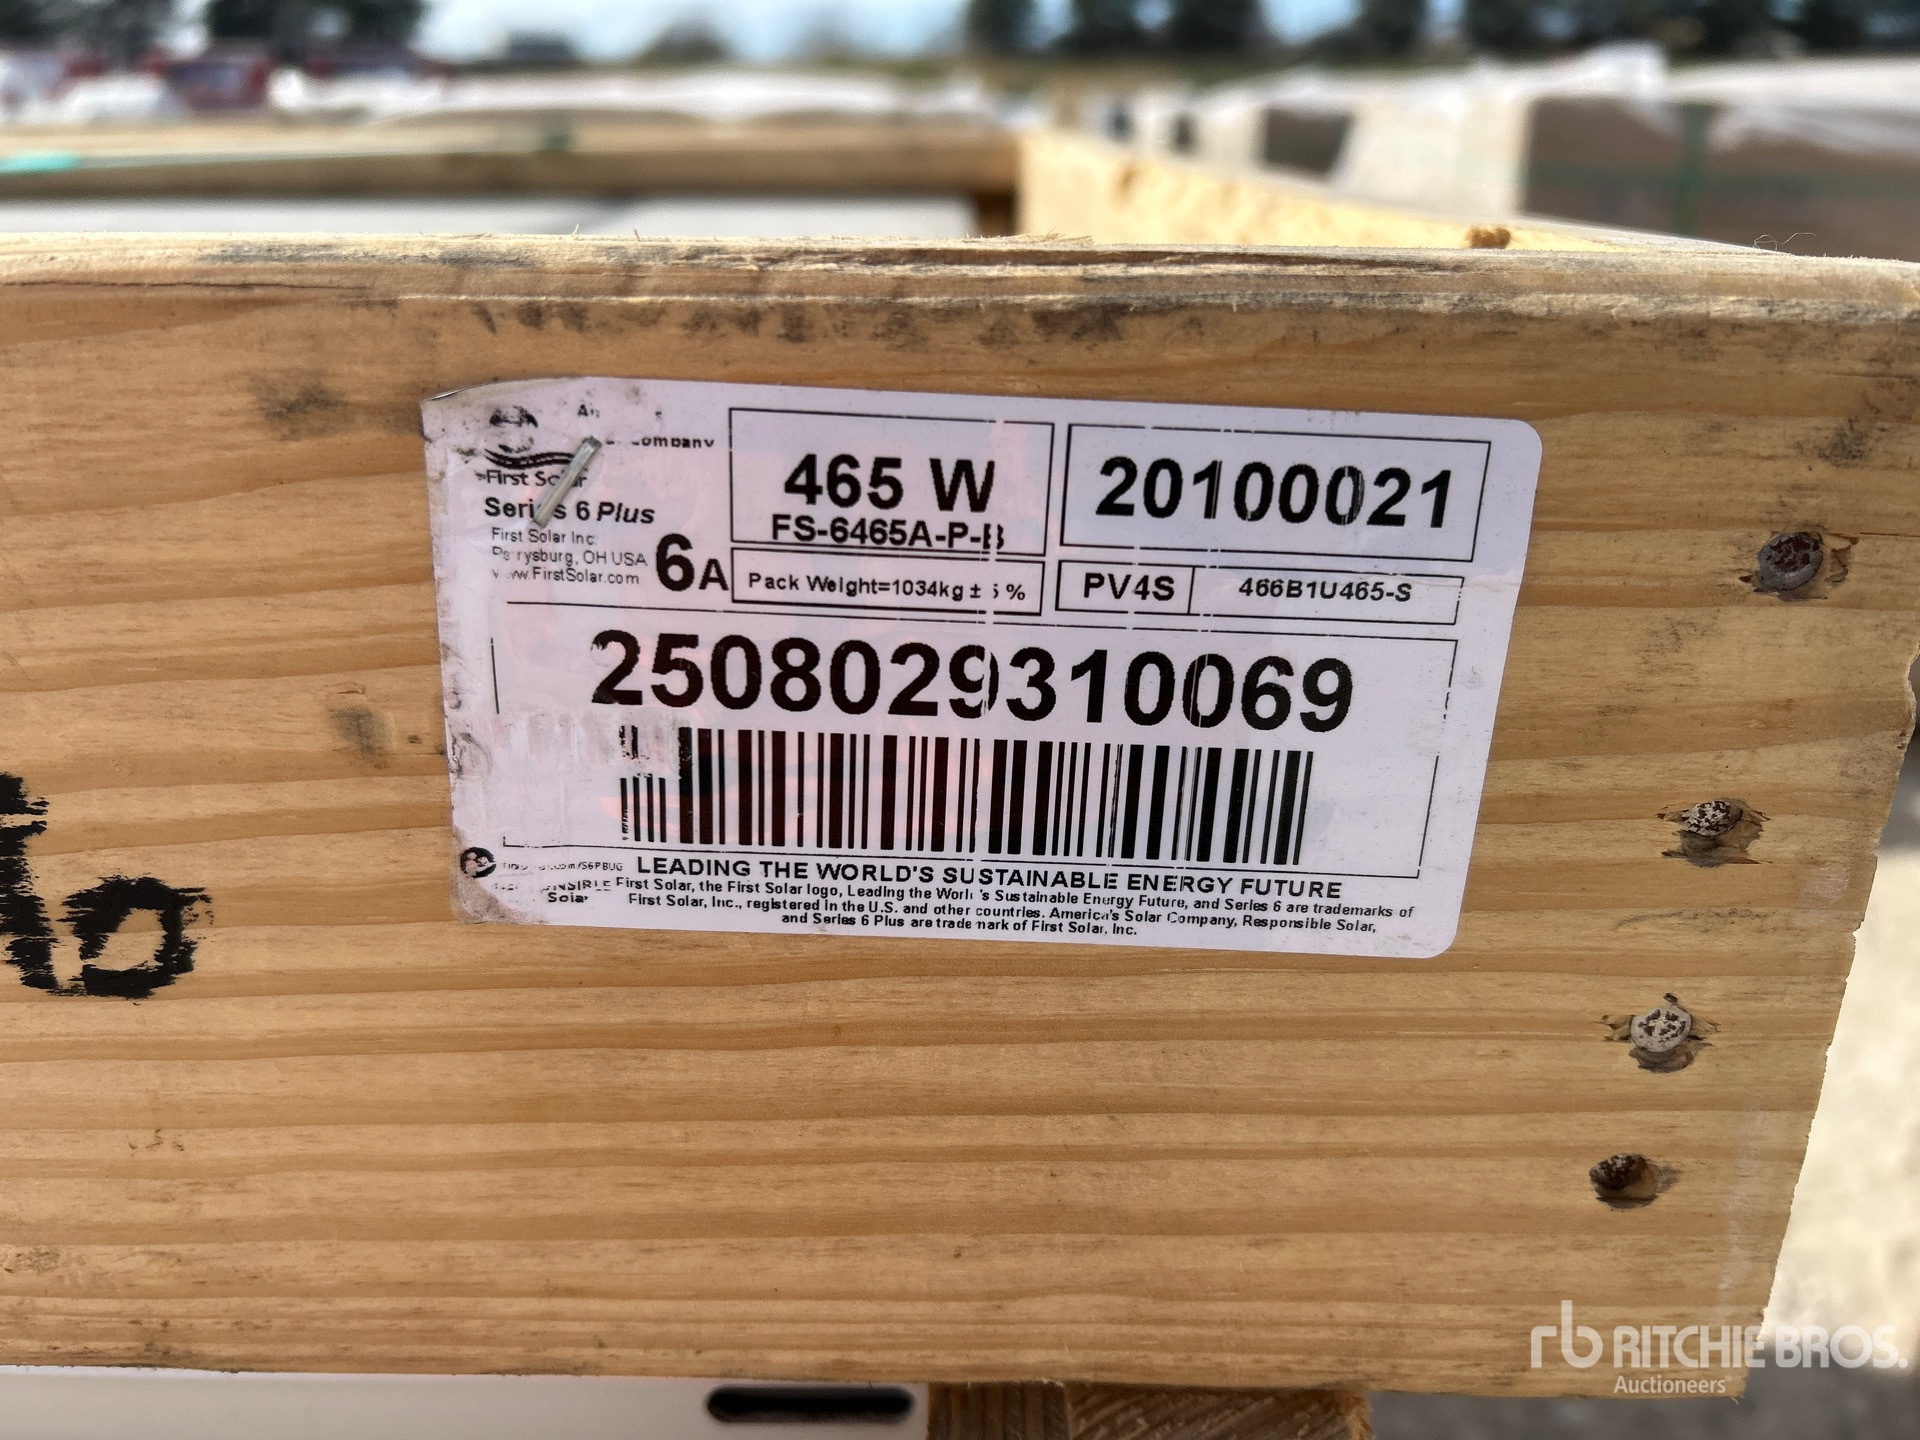 First Solar
Series 6 Plus
First Solar Inc
Perrysburg, OH USA
www.FirstSolar.com
6A
465 W
FS-6465A-P-B
Pack Weight=1034kg ± 5 %
20100021
PV4S
466B1U465-S
2508029310069
LEADING THE WORLD'S SUSTAINABLE ENERGY FUTURE
Solar
First Solar, the First Solar logo, Leading the World's Sustainable Energy Future, and Series 6 are trademarks of
First Solar, Inc., registered in the U.S. and other countries. America's Solar Company, Responsible Solar,
and Series 6 Plus are trademark of First Solar, Inc.
rb RITCHIE BROS.
Auctioneers